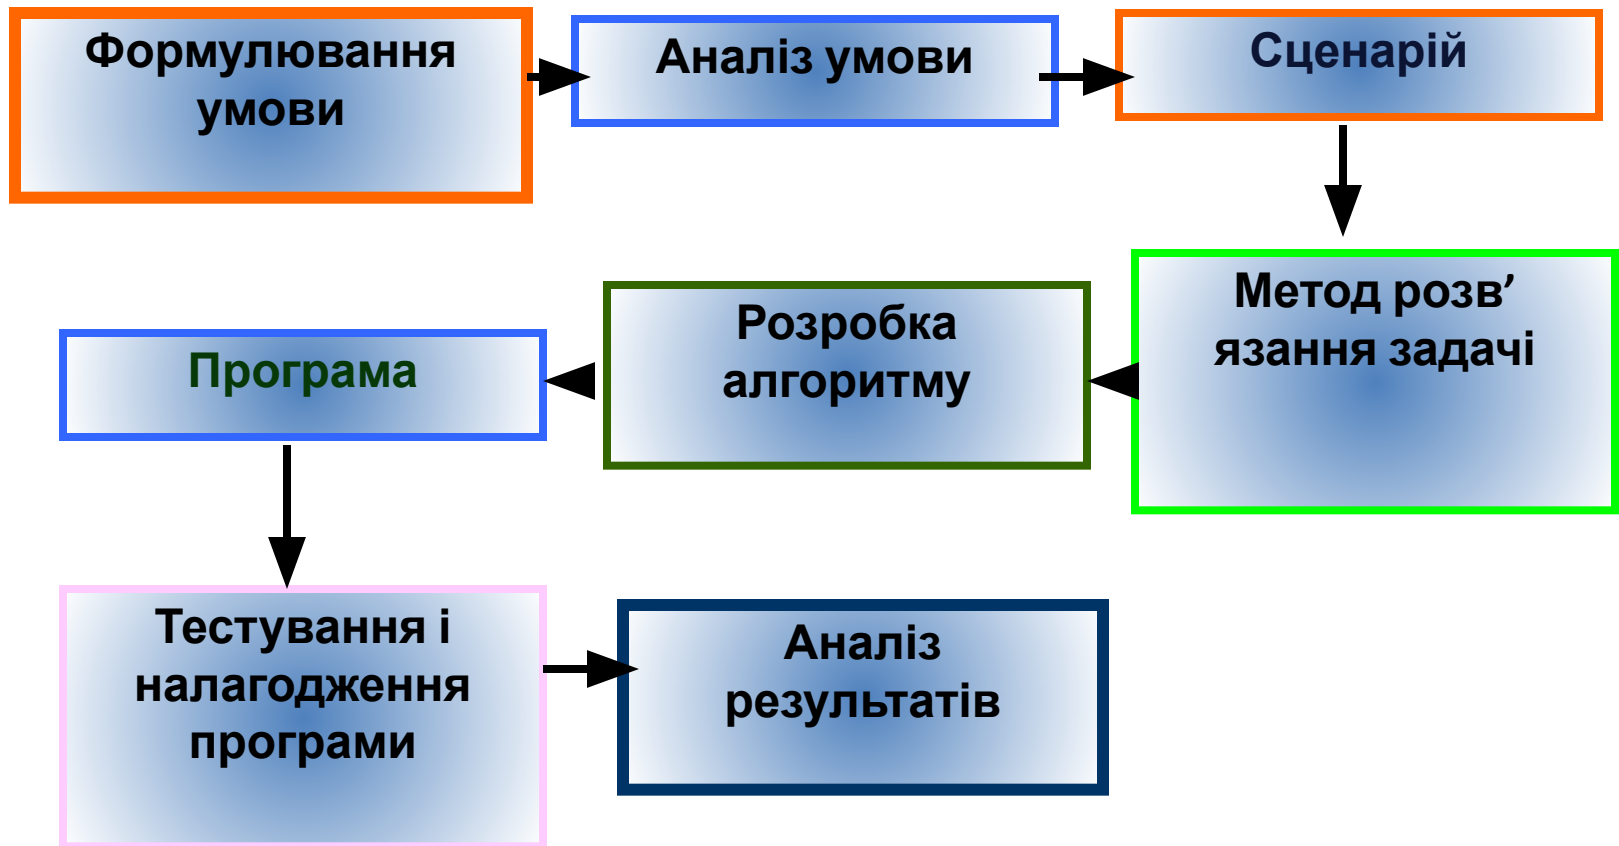 Формулювання
умови
Аналіз умови
Сценарій
Метод розв’
язання задачі
Розробка
алгоритму
Програма
Тестування і
налагодження
програми
Аналіз
результатів